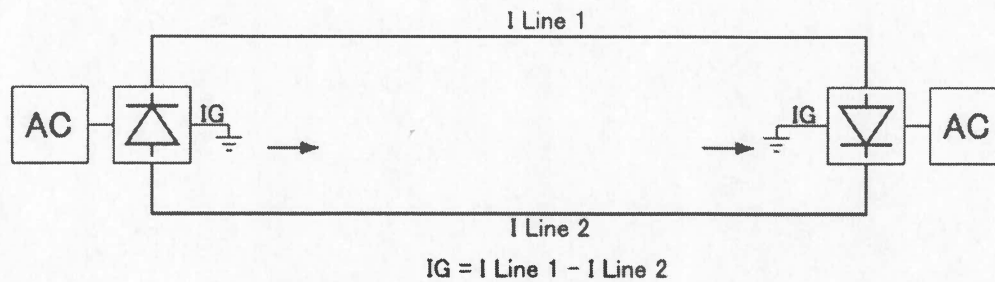 I Line 1
AC
IG
IG
AC
I Line 2
IG = I Line 1 - I Line 2